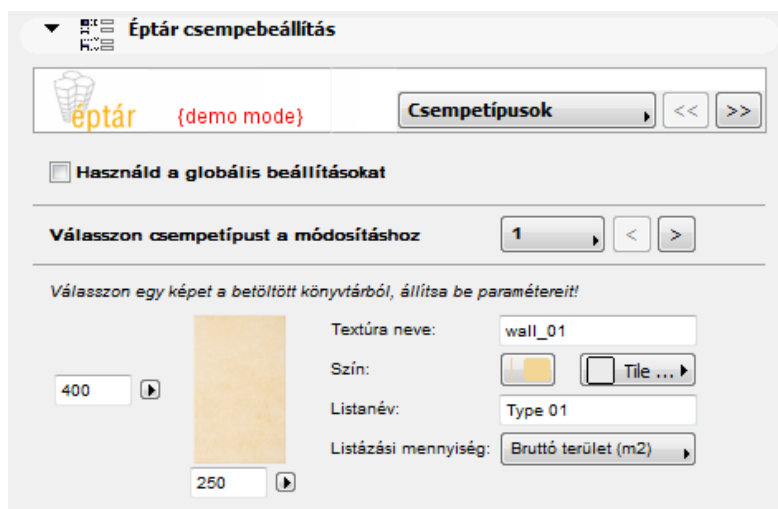 Éptár csempebeállítás
éptár {demo mode} Csempetípusok << >>
Használd a globális beállításokat
Válasszon csempetípust a módosításhoz 1 < >
Válasszon egy képet a betöltött könyvtárból, állítsa be paramétereit!
Textúra neve: wall_01
Szín: Tile ...
400
Listanév: Type 01
Listázási mennyiség: Bruttó terület (m2)
250